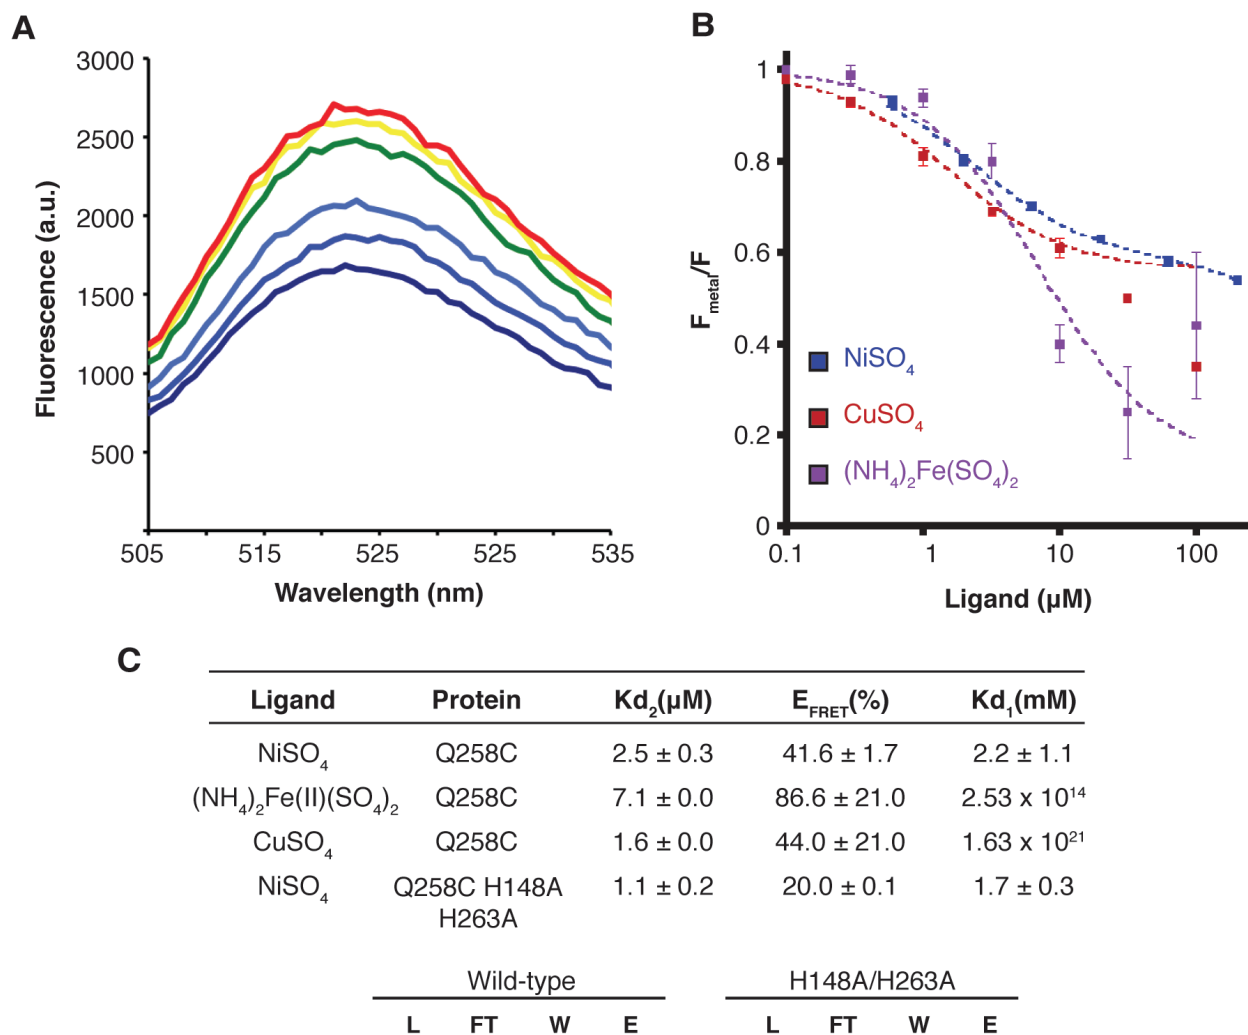 A
3000
2500
2000
1500
1000
500
505 515 525 525 535
Wavelength (nm)
Fluorescence (a.u.)
B
1
0.8
0.6
0.4
0.2
0
0.1 1 10 100
Ligand (µM)
Fmetal/F
NiSO4
CuSO4
(NH4)2Fe(SO4)2
C
Ligand Protein Kd2(µM) EFRET(%) Kd1(mM)
NiSO4 Q258C 2.5 ± 0.3 41.6 ± 1.7 2.2 ± 1.1
(NH4)2Fe(II)(SO4)2 Q258C 7.1 ± 0.0 86.6 ± 21.0 2.53 x 10^14
CuSO4 Q258C 1.6 ± 0.0 44.0 ± 21.0 1.63 x 10^21
NiSO4 Q258C H148A 1.1 ± 0.2 20.0 ± 0.1 1.7 ± 0.3
H263A
Wild-type H148A/H263A
L FT W E L FT W E